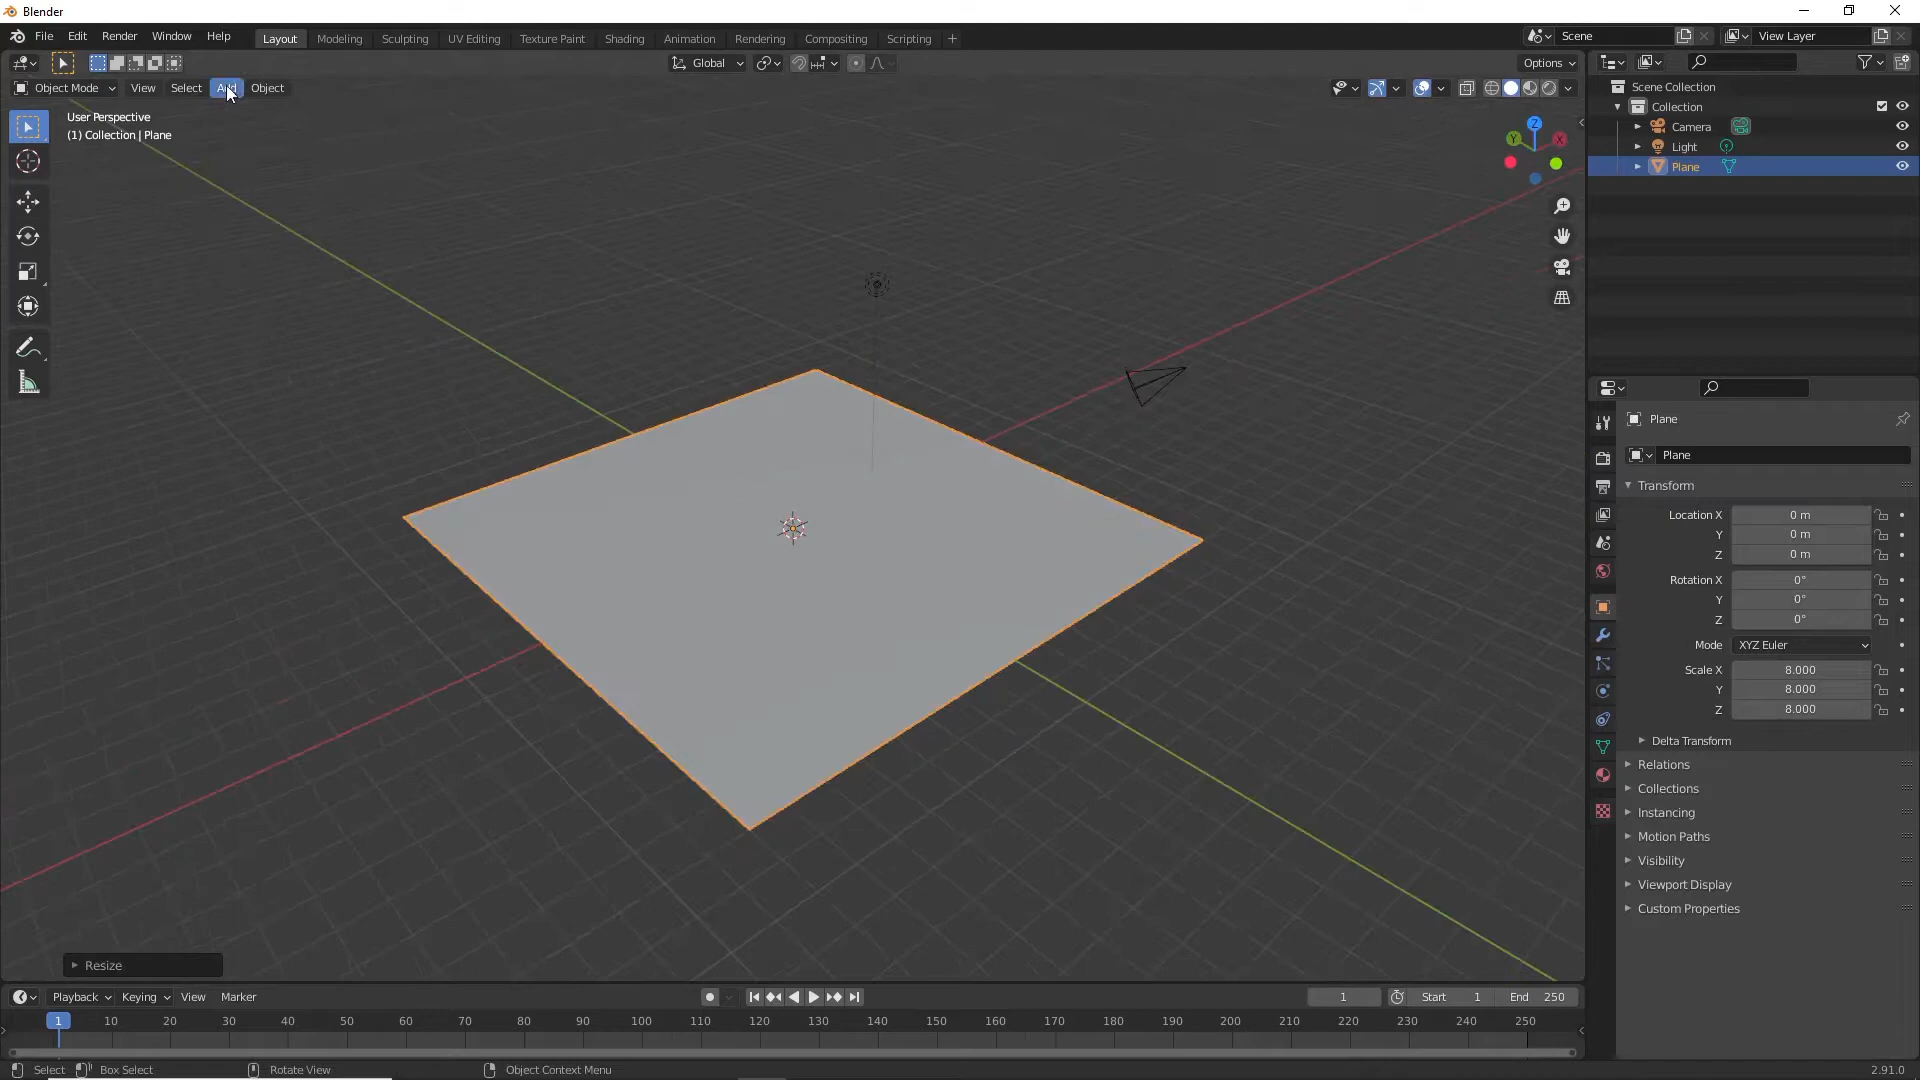 Blender
File Edit Render Window Help Layout Modeling Sculpting UV Editing Texture Paint Shading Animation Rendering Compositing Scripting + Scene View Layer
Global Options
Object Mode View Select Add Object
User Perspective
(1) Collection | Plane
Z
Y
X
Scene Collection
Collection
Camera
Light
Plane
Plane
Plane
Transform
Location X 0 m
Y 0 m
Z 0 m
Rotation X 0°
Y 0°
Z 0°
Mode XYZ Euler
Scale X 8.000
Y 8.000
Z 8.000
Delta Transform
Relations
Collections
Instancing
Motion Paths
Visibility
Viewport Display
Custom Properties
Resize
Playback Keying View Marker 1 Start 1 End 250
1 10 20 30 40 50 60 70 80 90 100 110 120 130 140 150 160 170 180 190 200 210 220 230 240 250
Select Box Select Rotate View Object Context Menu 2.91.0